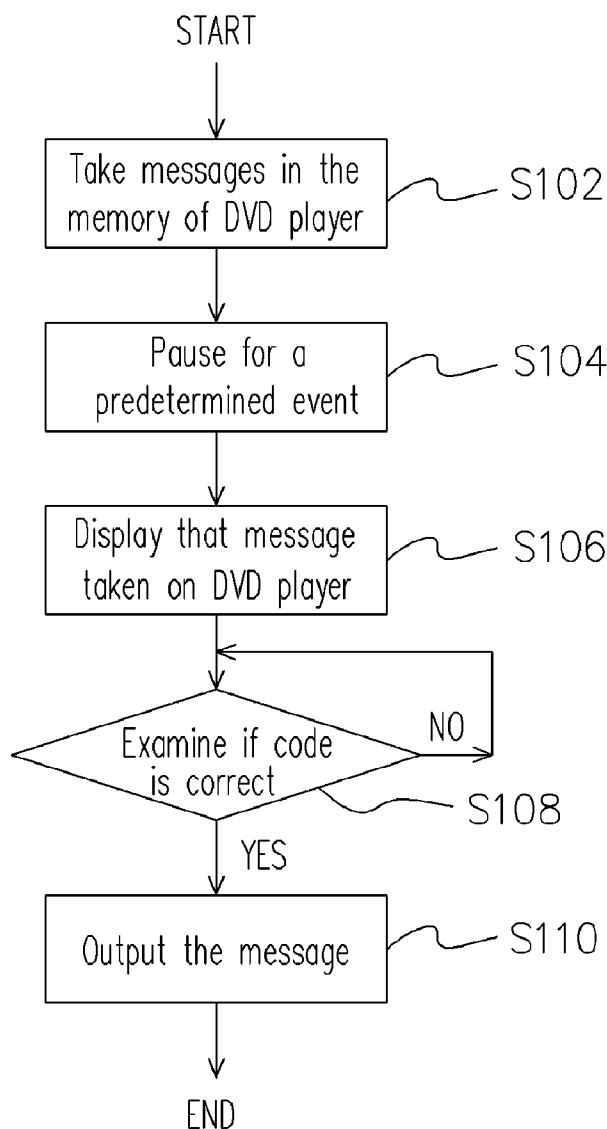 START
Take messages in the
memory of DVD player
S102
Pause for a
predetermined event
S104
Display that message
taken on DVD player
S106
Examine if code
is correct
NO
S108
YES
Output the message
S110
END